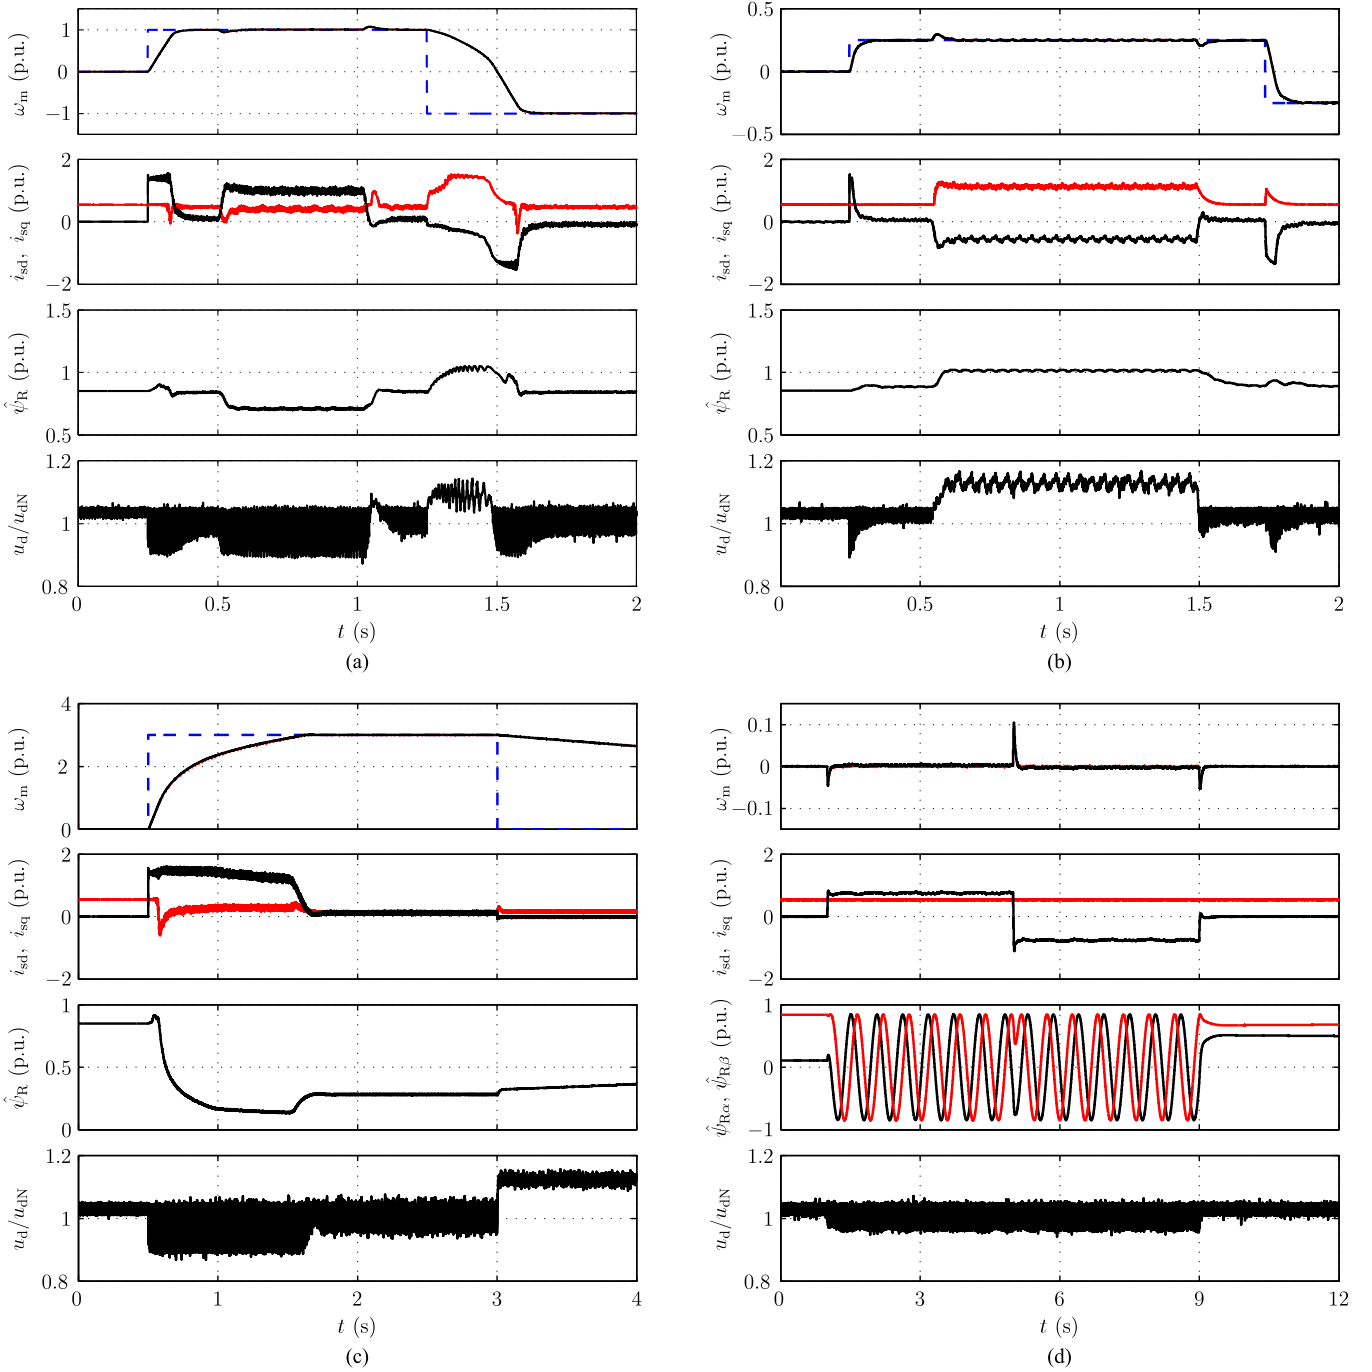 ω_m (p.u.)
1
0
−1
i_sd, i_sq (p.u.)
2
0
−2
ψ̂_R (p.u.)
1.5
1
0.5
u_d/u_dN
1.2
1
0.8
0 0.5 1 1.5 2
t (s)
(a)
ω_m (p.u.)
0.5
0
−0.5
i_sd, i_sq (p.u.)
2
0
−2
ψ̂_R (p.u.)
1.5
1
0.5
u_d/u_dN
1.2
1
0.8
0 0.5 1 1.5 2
t (s)
(b)
ω_m (p.u.)
4
2
0
i_sd, i_sq (p.u.)
2
0
−2
ψ̂_R (p.u.)
1
0.5
0
u_d/u_dN
1.2
1
0.8
0 1 2 3 4
t (s)
(c)
ω_m (p.u.)
0.1
0
−0.1
i_sd, i_sq (p.u.)
2
0
−2
ψ̂_Rα, ψ̂_Rβ (p.u.)
1
0
−1
u_d/u_dN
1.2
1
0.8
0 3 6 9 12
t (s)
(d)